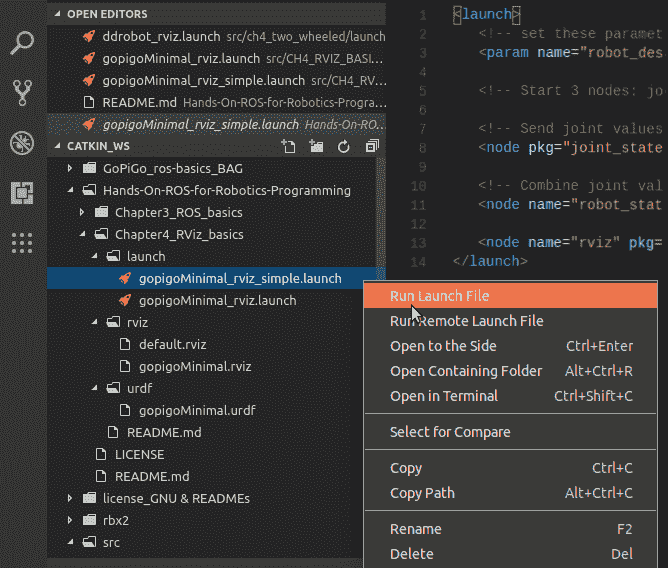 OPEN EDITORS
ddrobot_rviz.launch src/ch4_two_wheeled/launch
gopigoMinimal_rviz.launch src/CH4_RVIZ_BASI...
gopigoMinimal_rviz_simple.launch src/CH4_RV...
README.md Hands-On-ROS-for-Robotics-Progra...
gopigoMinimal_rviz_simple.launch Hands-On-RO...
CATKIN_WS
GoPiGo_ros-basics_BAG
Hands-On-ROS-for-Robotics-Programming
Chapter3_ROS_basics
Chapter4_RViz_basics
launch
gopigoMinimal_rviz_simple.launch
gopigoMinimal_rviz.launch
rviz
default.rviz
gopigoMinimal.rviz
urdf
gopigoMinimal.urdf
README.md
LICENSE
README.md
license_GNU & READMEs
rbx2
src
1 <launch>
2 <!-- set these paramet
3 <param name="robot_des
4
5 <!-- Start 3 nodes: jo
6
7 <!-- Send joint values
8 <node pkg="joint_state
9
10 <!-- Combine joint val
11 <node name="robot_stat
12
13 <node name="rviz" pkg=
14 </launch>
Run Launch File
Run Remote Launch File
Open to the Side Ctrl+Enter
Open Containing Folder Alt+Ctrl+R
Open in Terminal Ctrl+Shift+C
Select for Compare
Copy Ctrl+C
Copy Path Alt+Ctrl+C
Rename F2
Delete Del